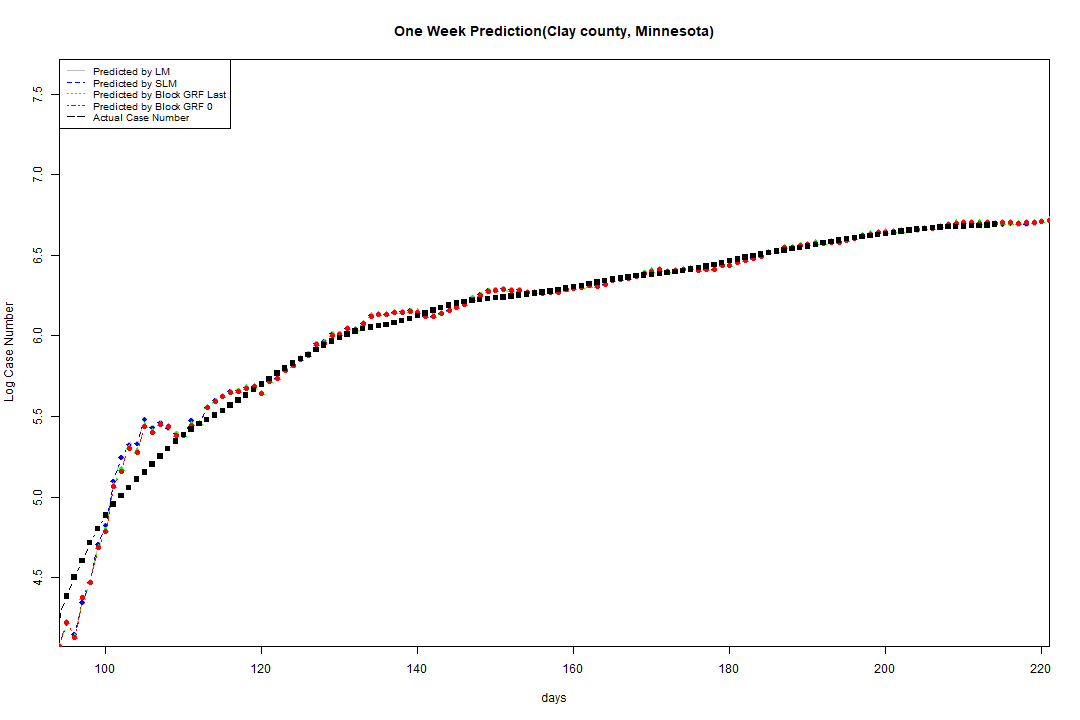 One Week Prediction(Clay county, Minnesota)
Predicted by LM
Predicted by SLM
Predicted by Block GRF Last
Predicted by Block GRF 0
Actual Case Number
7.5
7.0
6.5
6.0
5.5
5.0
4.5
Log Case Number
100 120 140 160 180 200 220
days